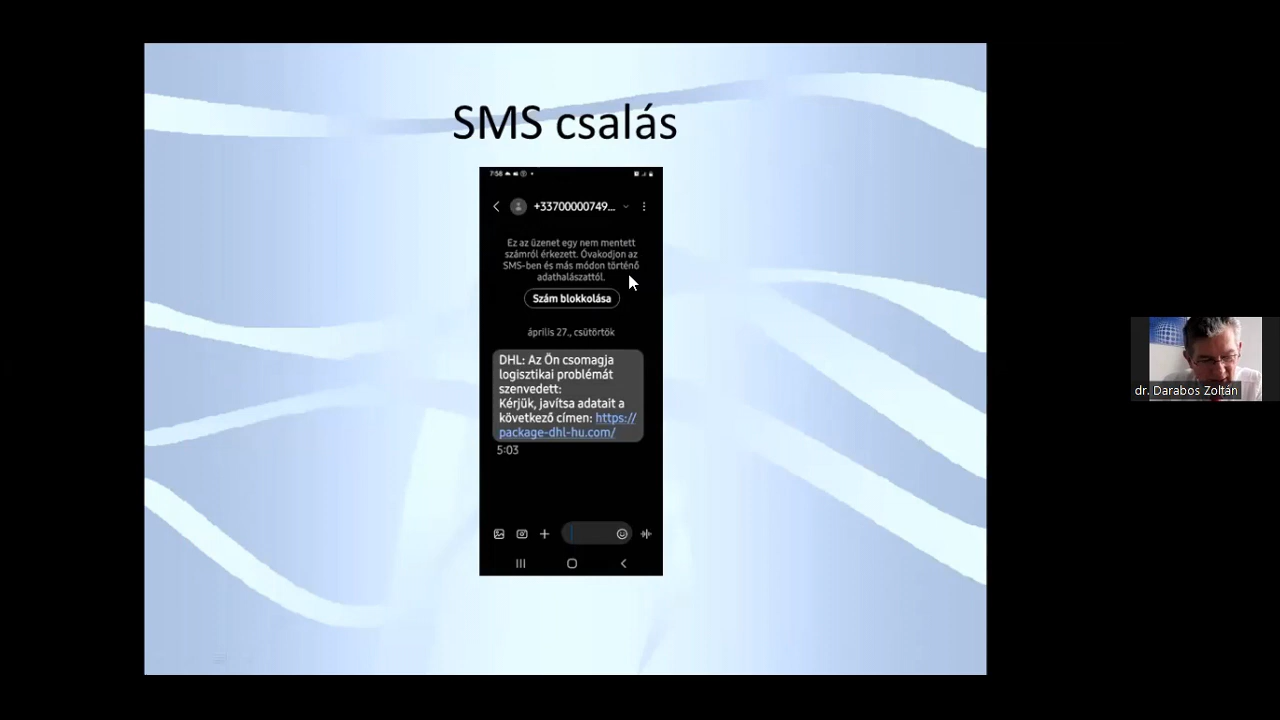 SMS csalás
7:58
+33700000749...
Ez az üzenet egy nem mentett
számról érkezett. Óvakodjon az
SMS-ben és más módon történő
adathalászattól.
Szám blokkolása
április 27., csütörtök
DHL: Az Ön csomagja
logisztikai problémát
szenvedett:
Kérjük, javítsa adatait a
következő címen: https://
package-dhl-hu.com/
5:03
dr. Darabos Zoltán